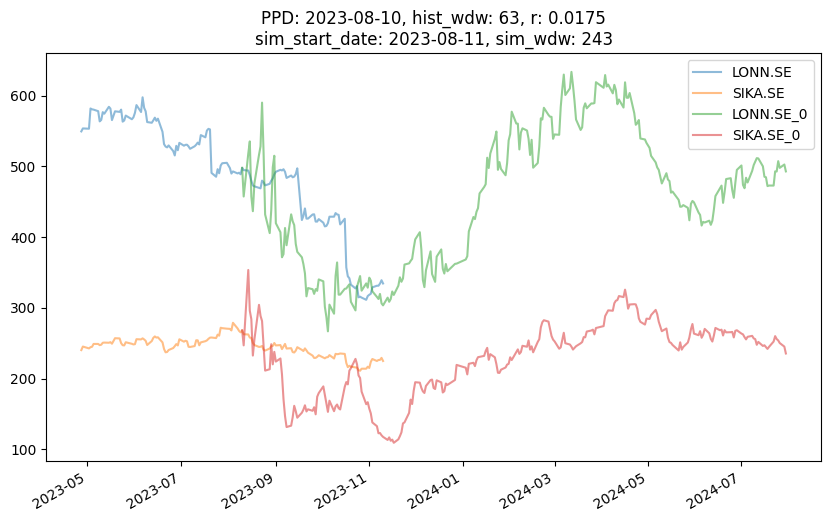 PPD: 2023-08-10, hist_wdw: 63, r: 0.0175
sim_start_date: 2023-08-11, sim_wdw: 243
LONN.SE
SIKA.SE
LONN.SE_0
SIKA.SE_0
600
500
400
300
200
100
2023-05
2023-07
2023-09
2023-11
2024-01
2024-03
2024-05
2024-07